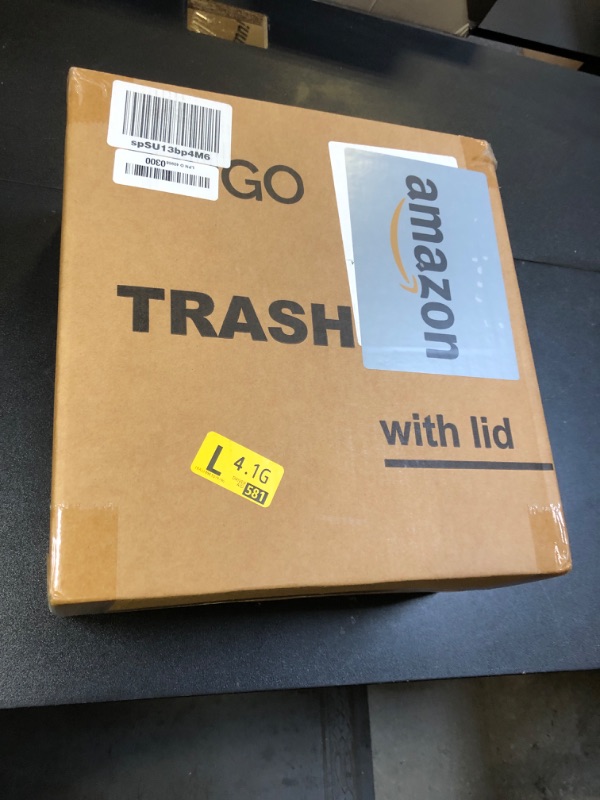 spSU13bp4M6
0300
GO
amazon
TRASH
with lid
L 4.1G
581